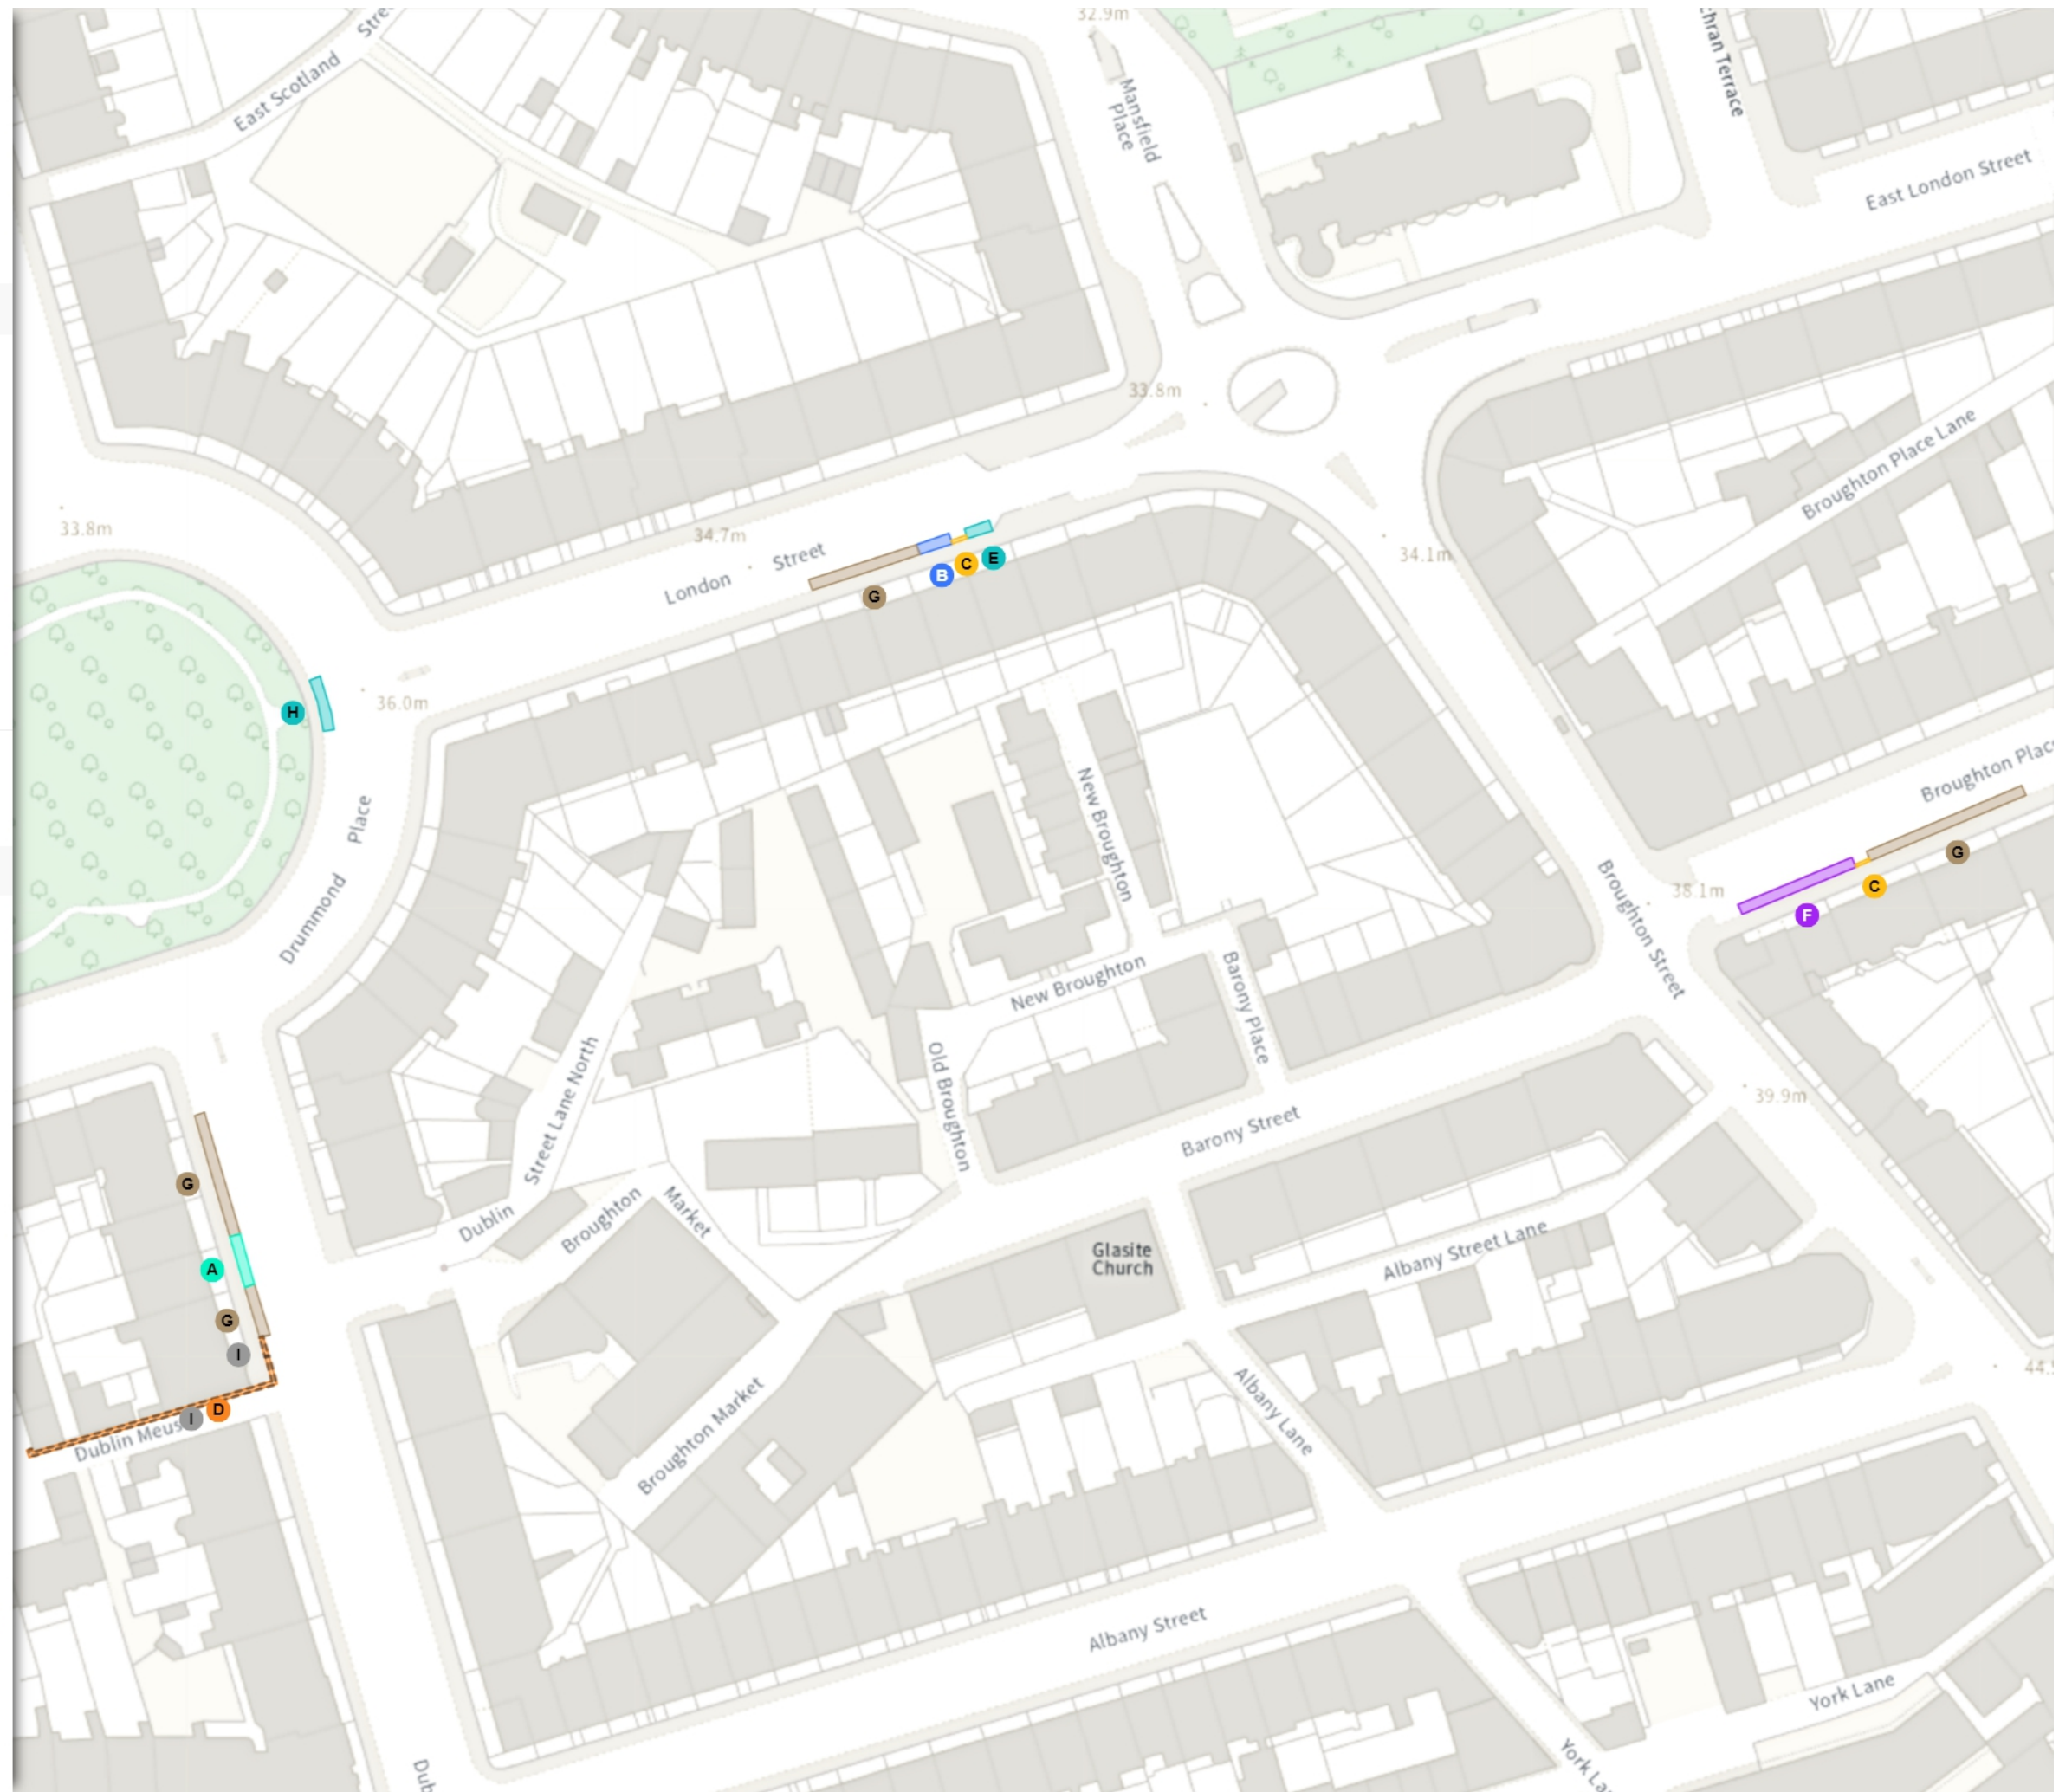 32.9m
East Scotland
Mansfield
Place
East London Street
33.8m
Broughton Place Lane
33.8m
34.7m
London
Street
34.1m
E
C
B
G
H
36.0m
New Broughton
Drummond
Place
Broughton Place
G
C
F
38.1m
Broughton Street
New Broughton
Barony Place
Old Broughton
Street Lane North
39.9m
Barony Street
G
Dublin
Broughton
Market
Glasite
Church
Albany Street Lane
A
G
I
D
I
Dublin Meus
Broughton Market
Albany Lane
Albany Street
York Lane